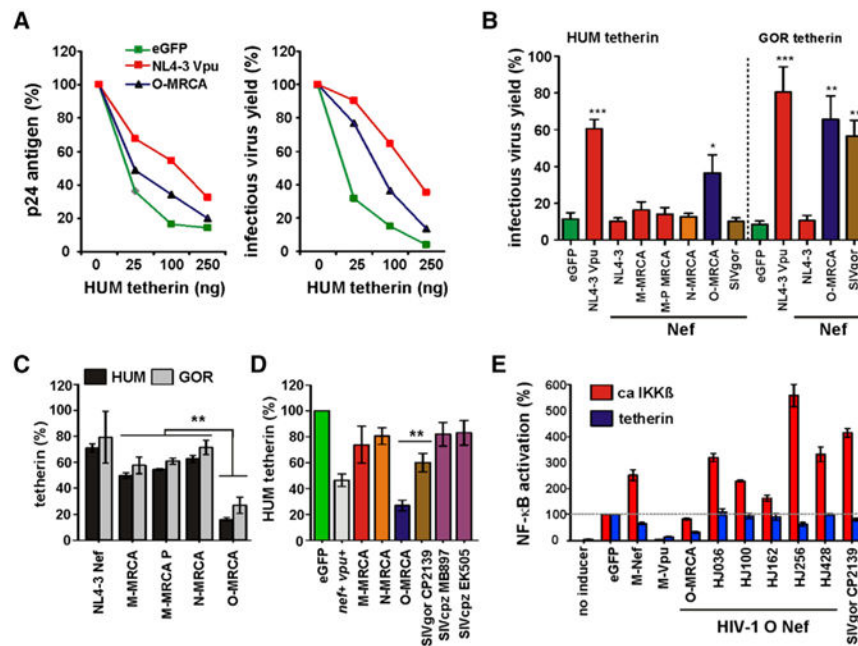 A
p24 antigen (%)
120
100
80
60
40
20
0
eGFP
NL4-3 Vpu
O-MRCA
0 25 100 250
HUM tetherin (ng)
infectious virus yield (%)
120
100
80
60
40
20
0
0 25 100 250
HUM tetherin (ng)
B
infectious virus yield (%)
100
80
60
40
20
0
HUM tetherin
GOR tetherin
***
*
***
**
**
eGFP
NL4-3 Vpu
NL4-3
M-MRCA
M-P MRCA
N-MRCA
O-MRCA
SIVgor
Nef
eGFP
NL4-3 Vpu
NL4-3
O-MRCA
SIVgor
Nef
C
tetherin (%)
120
100
80
60
40
20
0
HUM
GOR
**
NL4-3 Nef
M-MRCA
M-MRCA P
N-MRCA
O-MRCA
D
HUM tetherin (%)
120
100
80
60
40
20
0
**
eGFP
nef+ vpu+
M-MRCA
N-MRCA
O-MRCA
SIVgor CP2139
SIVcpz MB897
SIVcpz EK505
E
NF-κB activation (%)
600
500
400
300
200
100
0
ca IKKß
tetherin
no inducer
eGFP
M-Nef
M-Vpu
O-MRCA
HJ036
HJ100
HJ162
HJ256
HJ428
SIVgor CP2139
HIV-1 O Nef